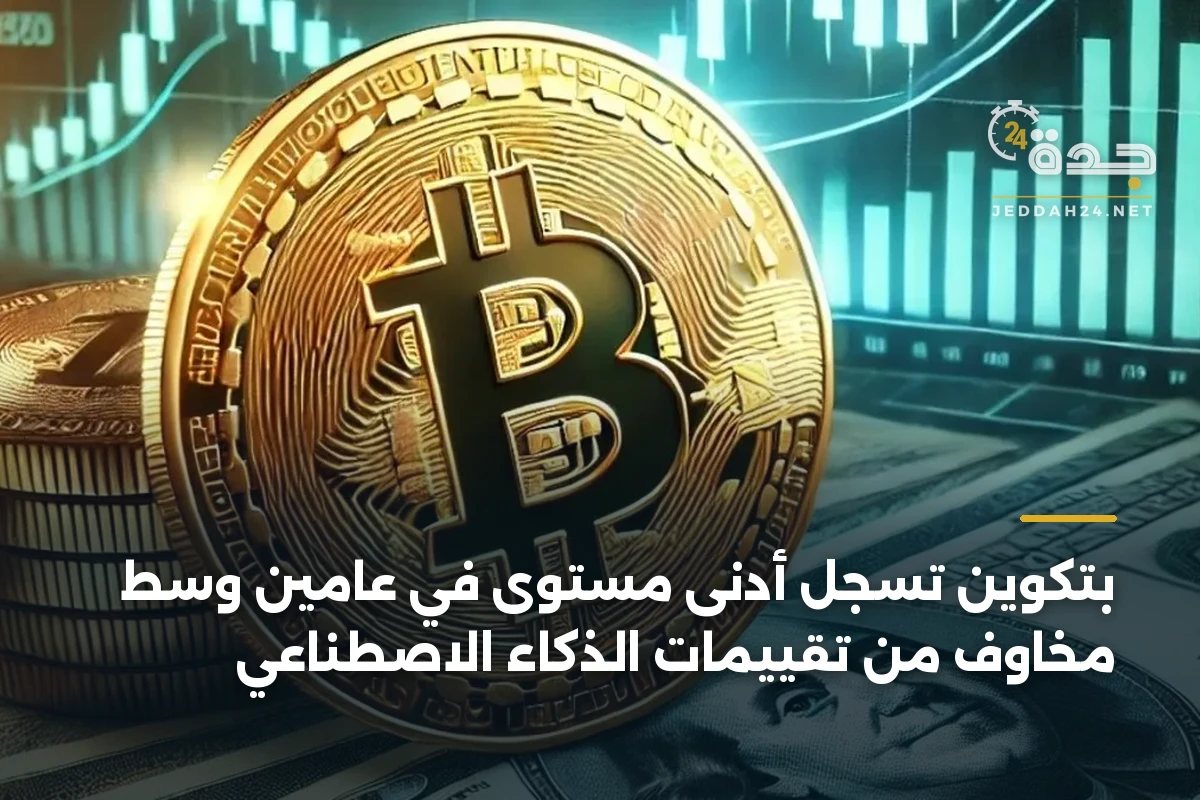 24
جدة
JEDDAH24.NET
بتكوين تسجل أدنى مستوى في عامين وسط
مخاوف من تقييمات الذكاء الاصطناعي